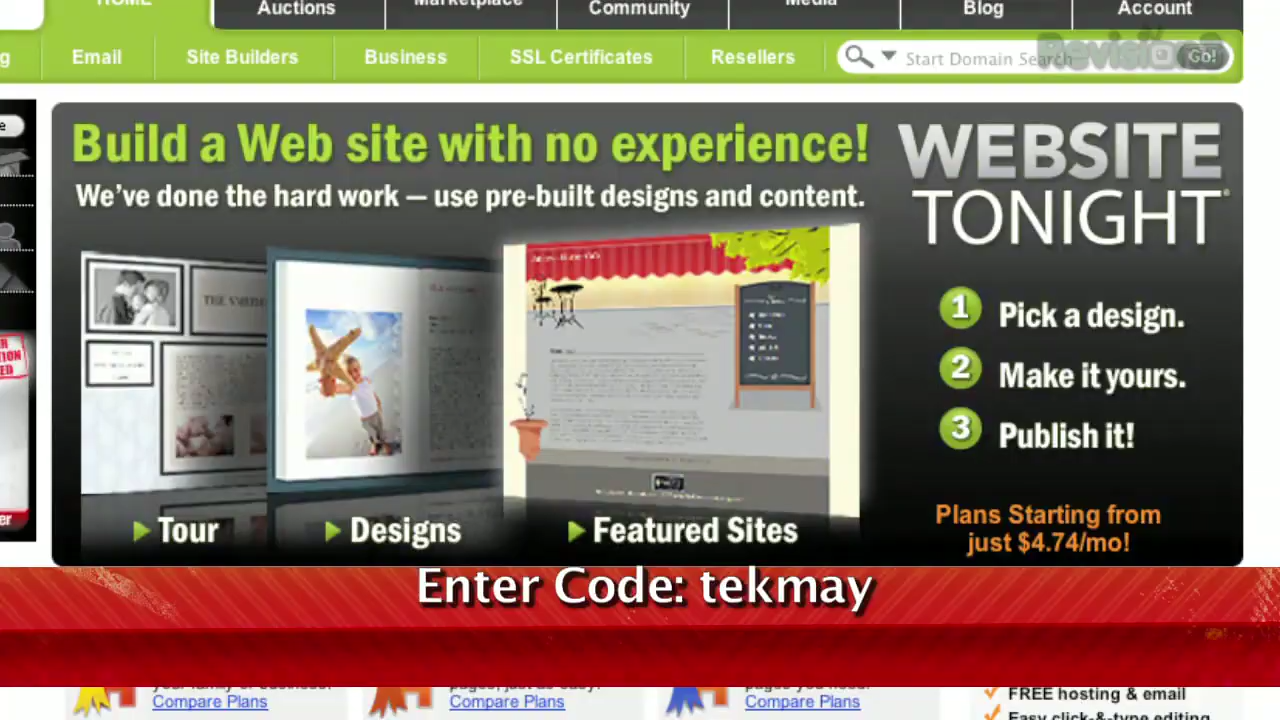 HOME
Auctions
Marketplace
Community
Media
Blog
Account
Email
Site Builders
Business
SSL Certificates
Resellers
Start Domain Search
Go!
Revision3
Build a Web site with no experience!
We've done the hard work — use pre-built designs and content.
WEBSITE
TONIGHT®
1 Pick a design.
2 Make it yours.
3 Publish it!
Tour
Designs
Featured Sites
Plans Starting from
just $4.74/mo!
Enter Code: tekmay
Compare Plans
Compare Plans
Compare Plans
FREE hosting & email
Easy click-&-type editing